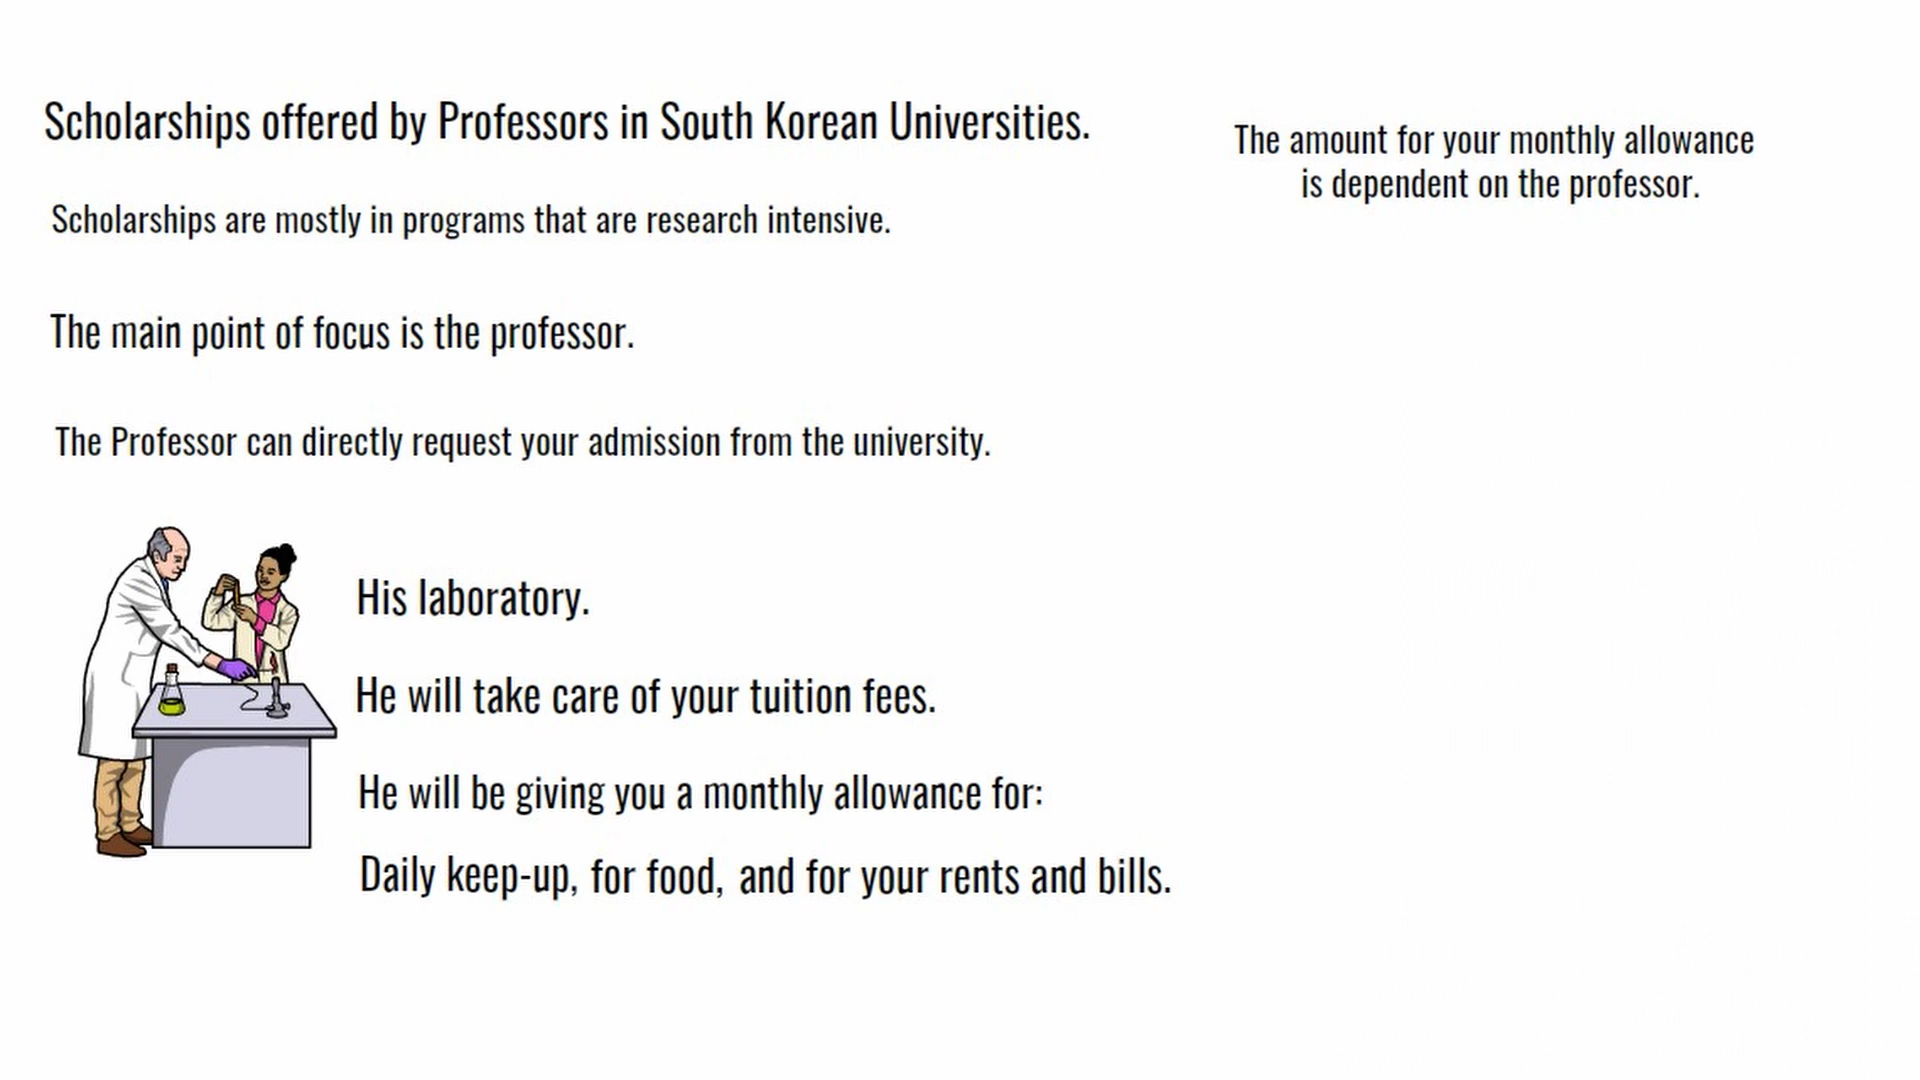 Scholarships offered by Professors in South Korean Universities.
Scholarships are mostly in programs that are research intensive.
The main point of focus is the professor.
The Professor can directly request your admission from the university.
His laboratory.
He will take care of your tuition fees.
He will be giving you a monthly allowance for:
Daily keep-up, for food, and for your rents and bills.
The amount for your monthly allowance
is dependent on the professor.